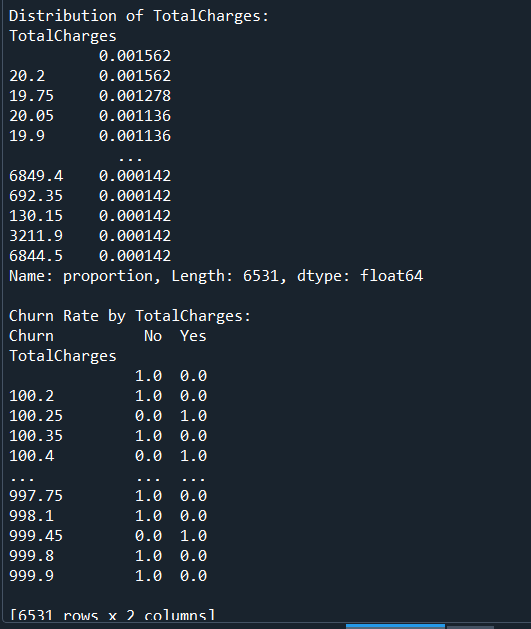 Distribution of TotalCharges:
TotalCharges
0.001562
20.2 0.001562
19.75 0.001278
20.05 0.001136
19.9 0.001136
...
6849.4 0.000142
692.35 0.000142
130.15 0.000142
3211.9 0.000142
6844.5 0.000142
Name: proportion, Length: 6531, dtype: float64
Churn Rate by TotalCharges:
Churn No Yes
TotalCharges
1.0 0.0
100.2 1.0 0.0
100.25 0.0 1.0
100.35 1.0 0.0
100.4 0.0 1.0
... ... ...
997.75 1.0 0.0
998.1 1.0 0.0
999.45 0.0 1.0
999.8 1.0 0.0
999.9 1.0 0.0
[6531 rows x 2 columns]